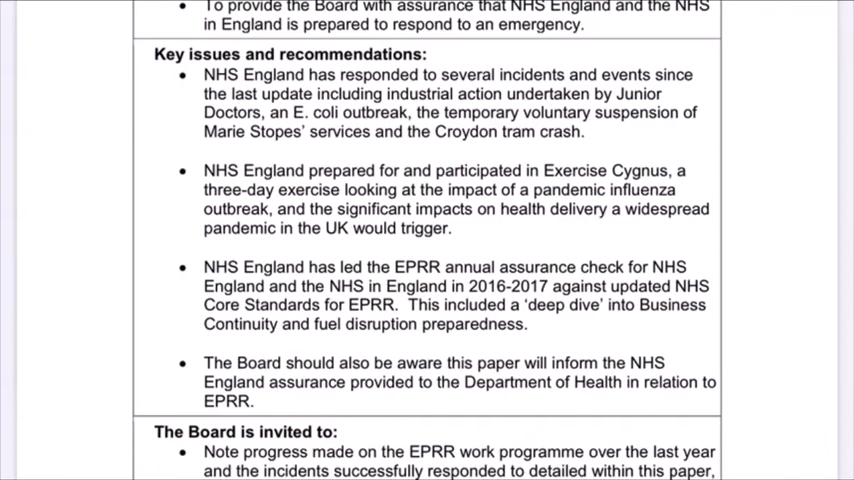 • To provide the Board with assurance that NHS England and the NHS
in England is prepared to respond to an emergency.
Key issues and recommendations:
• NHS England has responded to several incidents and events since
the last update including industrial action undertaken by Junior
Doctors, an E. coli outbreak, the temporary voluntary suspension of
Marie Stopes’ services and the Croydon tram crash.
• NHS England prepared for and participated in Exercise Cygnus, a
three-day exercise looking at the impact of a pandemic influenza
outbreak, and the significant impacts on health delivery a widespread
pandemic in the UK would trigger.
• NHS England has led the EPRR annual assurance check for NHS
England and the NHS in England in 2016-2017 against updated NHS
Core Standards for EPRR. This included a ‘deep dive’ into Business
Continuity and fuel disruption preparedness.
• The Board should also be aware this paper will inform the NHS
England assurance provided to the Department of Health in relation to
EPRR.
The Board is invited to:
• Note progress made on the EPRR work programme over the last year
and the incidents successfully responded to detailed within this paper,